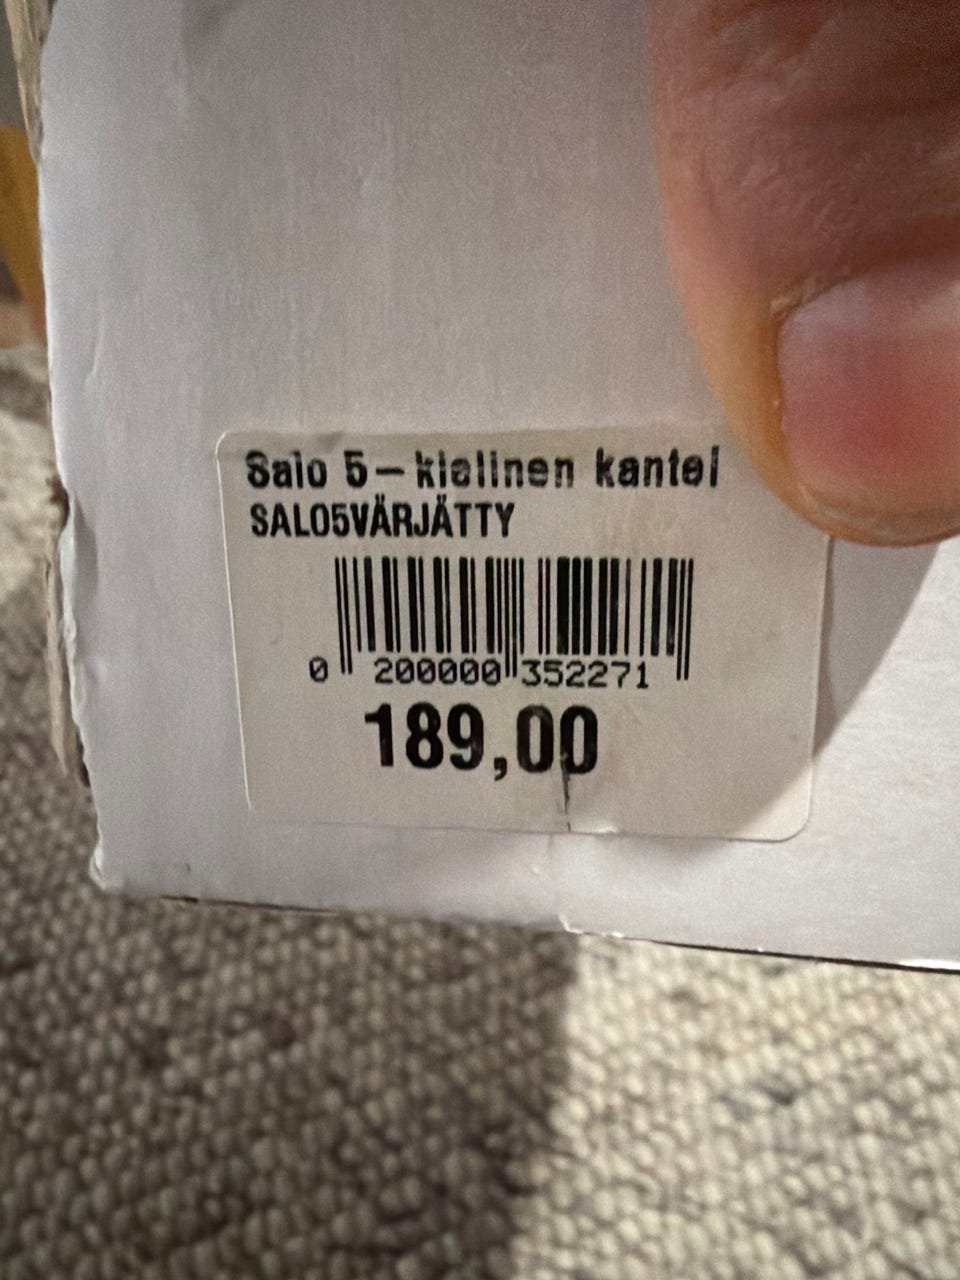 Salo 5-kielinen kantel
SALO5VÄRJÄTTY
0 200000 352271
189,00